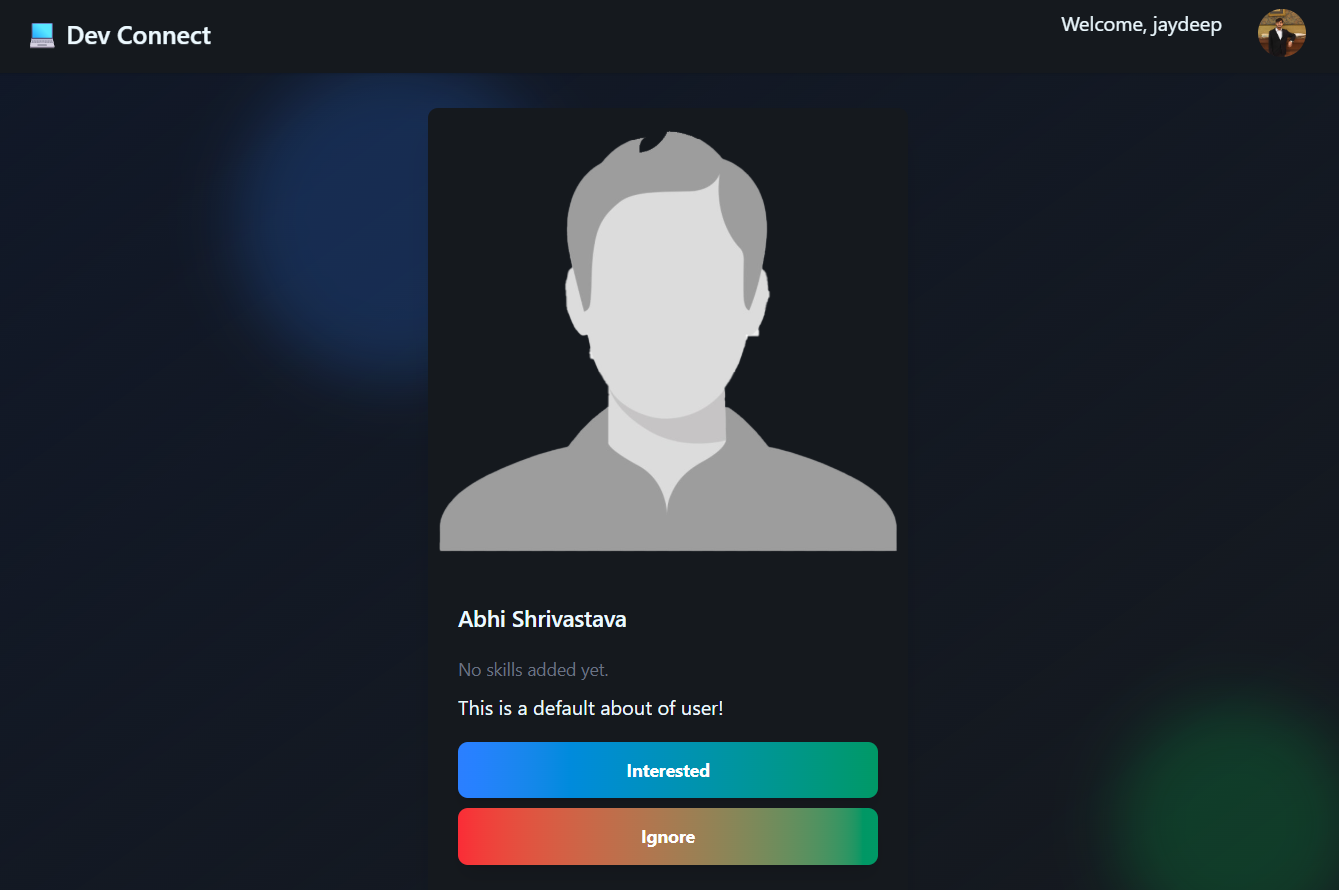 Dev Connect
Welcome, jaydeep
Abhi Shrivastava
No skills added yet.
This is a default about of user!
Interested
Ignore